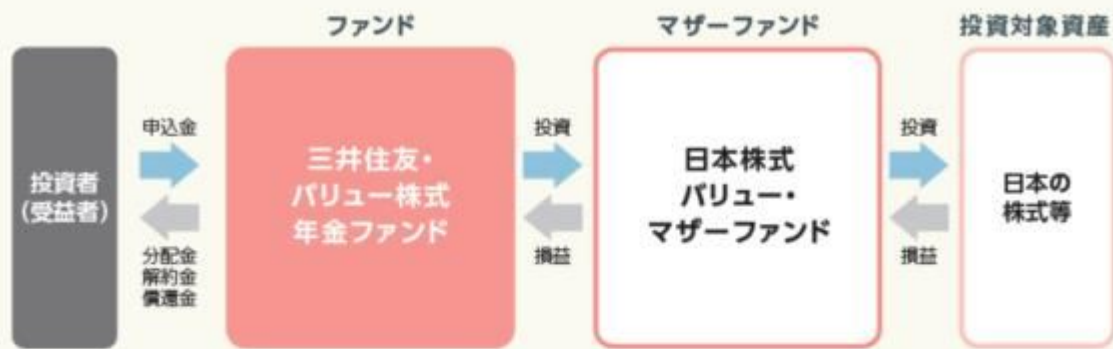 ファンド
マザーファンド
投資対象資産
投資者
(受益者)
申込金
分配金
解約金
償還金
三井住友・
バリュー株式
年金ファンド
投資
損益
日本株式
バリュー・
マザーファンド
投資
損益
日本の
株式等